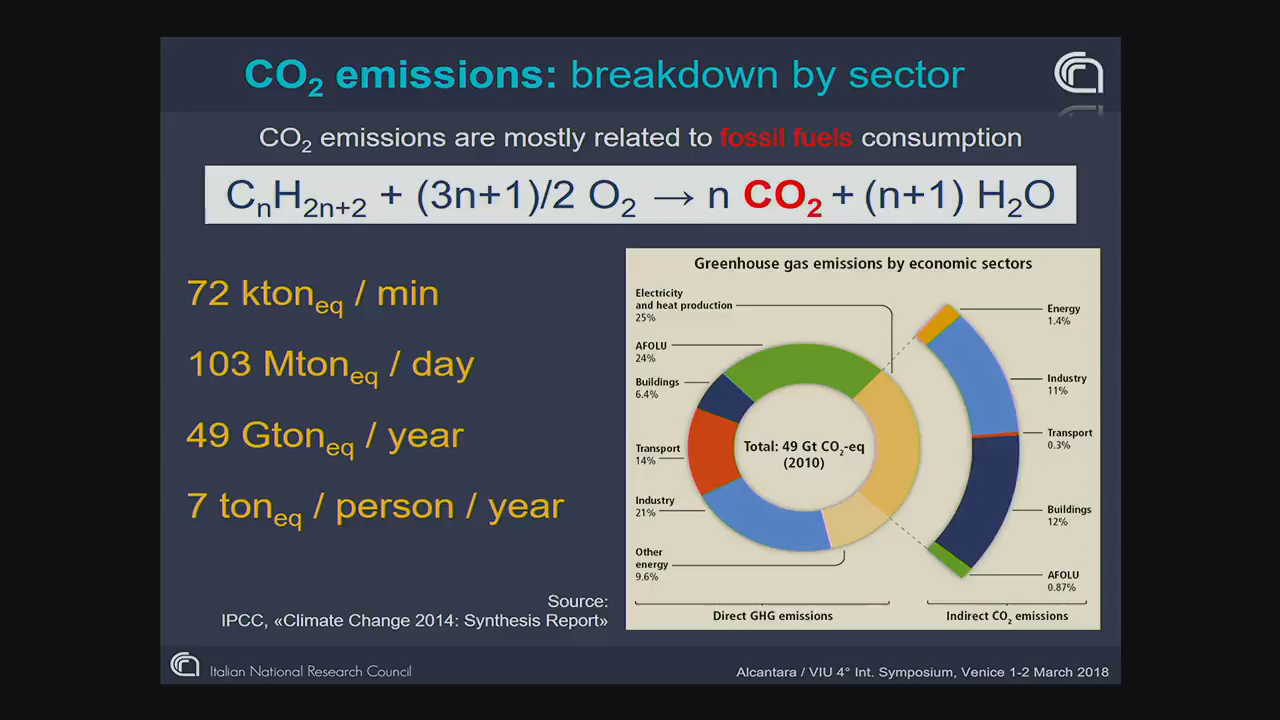 CO₂ emissions: breakdown by sector
CO₂ emissions are mostly related to fossil fuels consumption
CₙH₂ₙ₊₂ + (3n+1)/2 O₂ → n CO₂ + (n+1) H₂O
72 ktonₑq / min
103 Mtonₑq / day
49 Gtonₑq / year
7 tonₑq / person / year
Source:
IPCC, «Climate Change 2014: Synthesis Report»
Greenhouse gas emissions by economic sectors
Electricity
and heat production
25%
AFOLU
24%
Buildings
6.4%
Transport
14%
Industry
21%
Other
energy
9.6%
Total: 49 Gt CO₂-eq
(2010)
Energy
1.4%
Industry
11%
Transport
0.3%
Buildings
12%
AFOLU
0.87%
Direct GHG emissions
Indirect CO₂ emissions
Italian National Research Council
Alcantara / VIU 4° Int. Symposium, Venice 1-2 March 2018